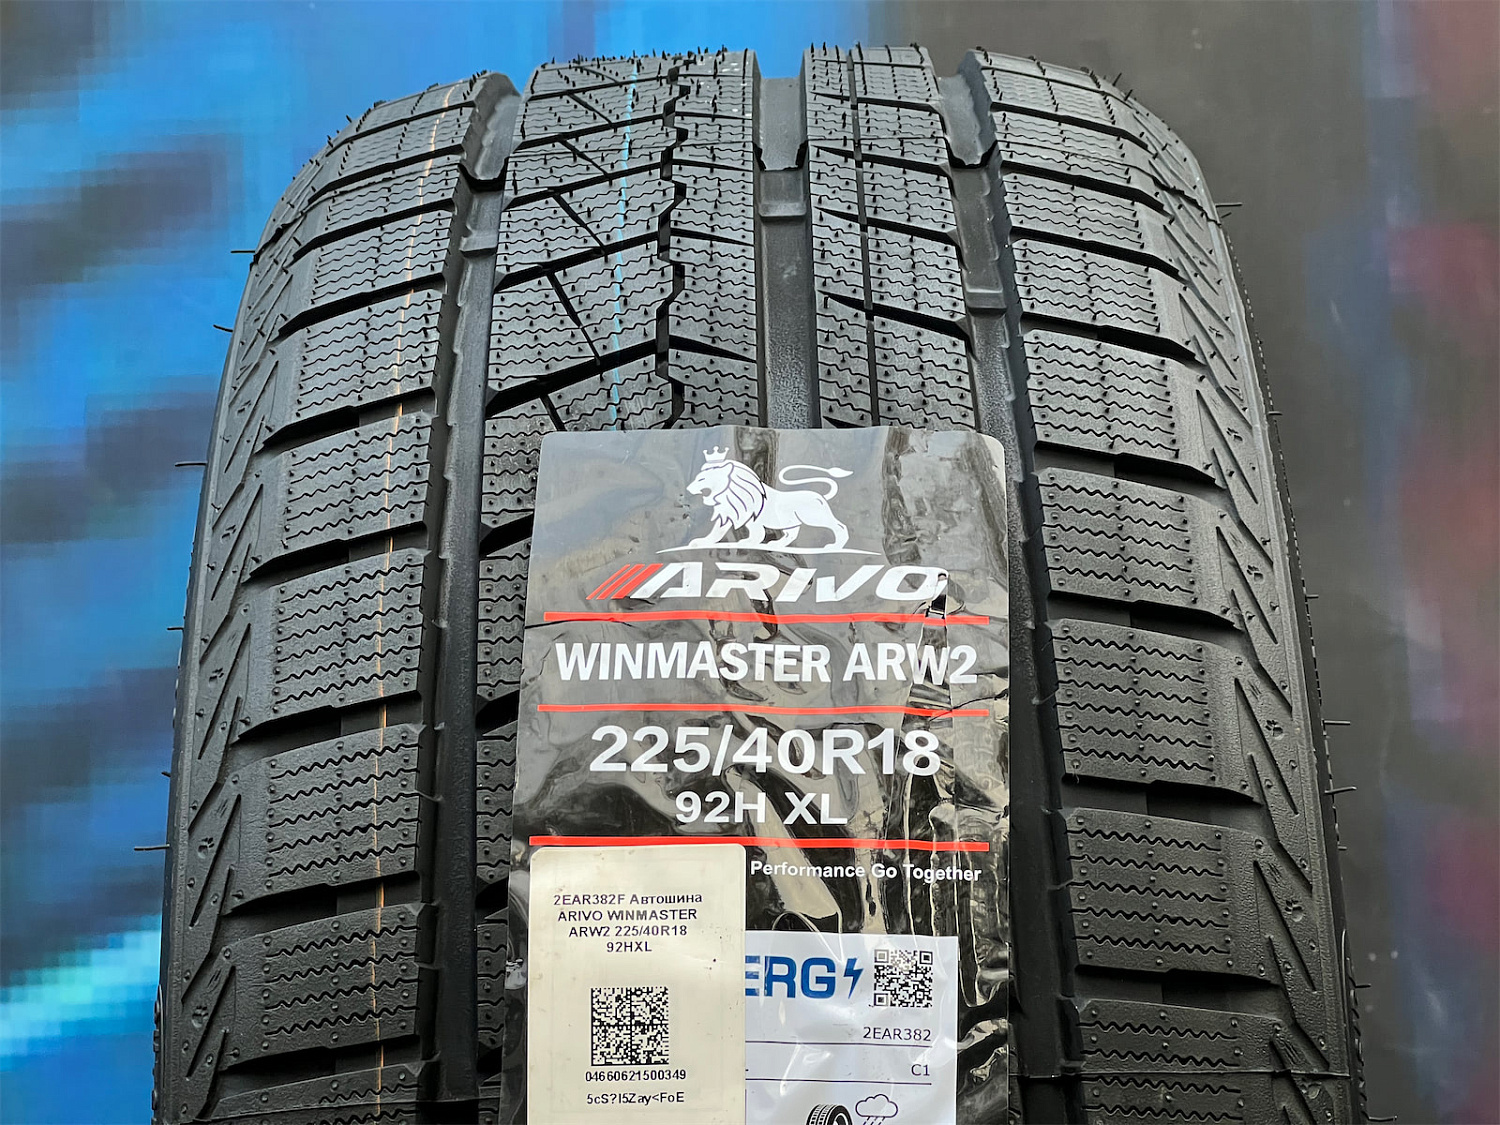 ARIVO
WINMASTER ARW2
225/40R18
92H XL
Performance Go Together
2EAR382F Автошина
ARIVO WINMASTER
ARW2 225/40R18
92HXL
04660621500349
5cS?I5Zay<FoE
ERG
2EAR382
C1